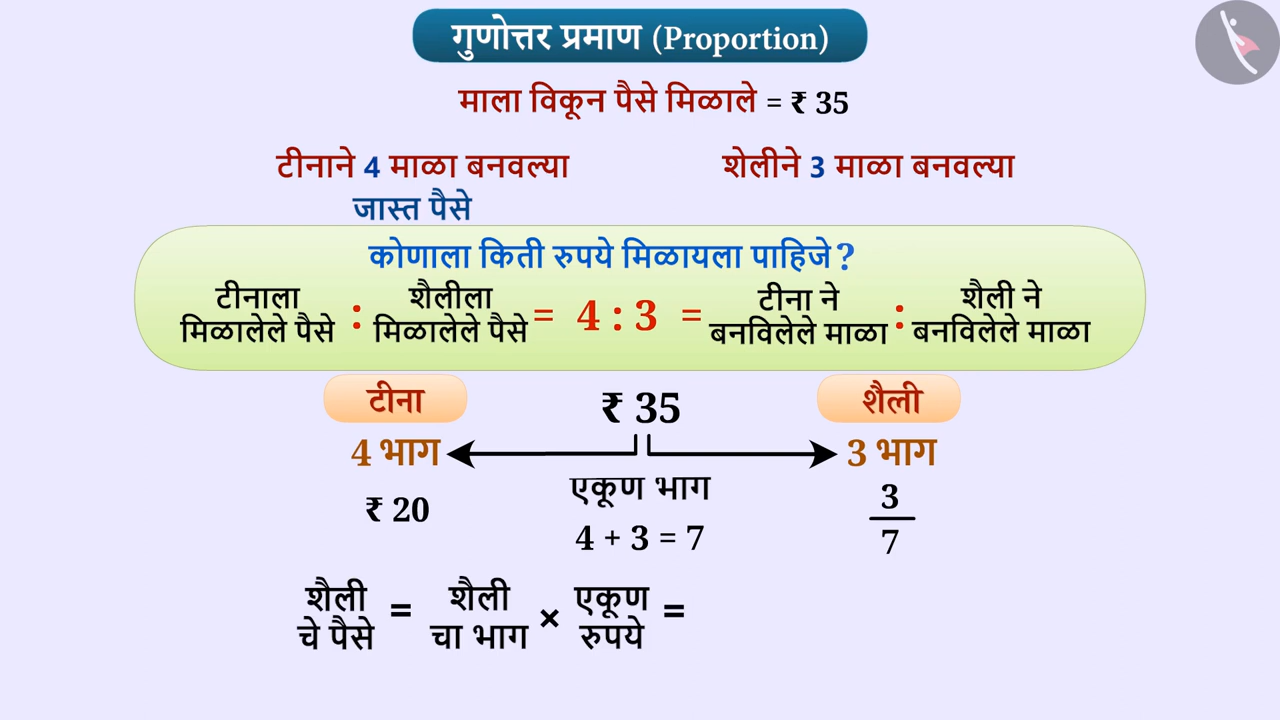 गुणोत्तर प्रमाण (Proportion)
माला विकून पैसे मिळाले = ₹ 35
टीनाने 4 माळा बनवल्या
शेलीने 3 माळा बनवल्या
जास्त पैसे
कोणाला किती रुपये मिळायला पाहिजे ?
टीनाला मिळालेले पैसे : शैलीला मिळालेले पैसे = 4 : 3 = टीना ने बनविलेले माळा : शैली ने बनविलेले माळा
टीना
₹ 35
शैली
4 भाग
3 भाग
एकूण भाग
₹ 20
4 + 3 = 7
3
7
शैली चे पैसे = शैली चा भाग × एकूण रुपये =